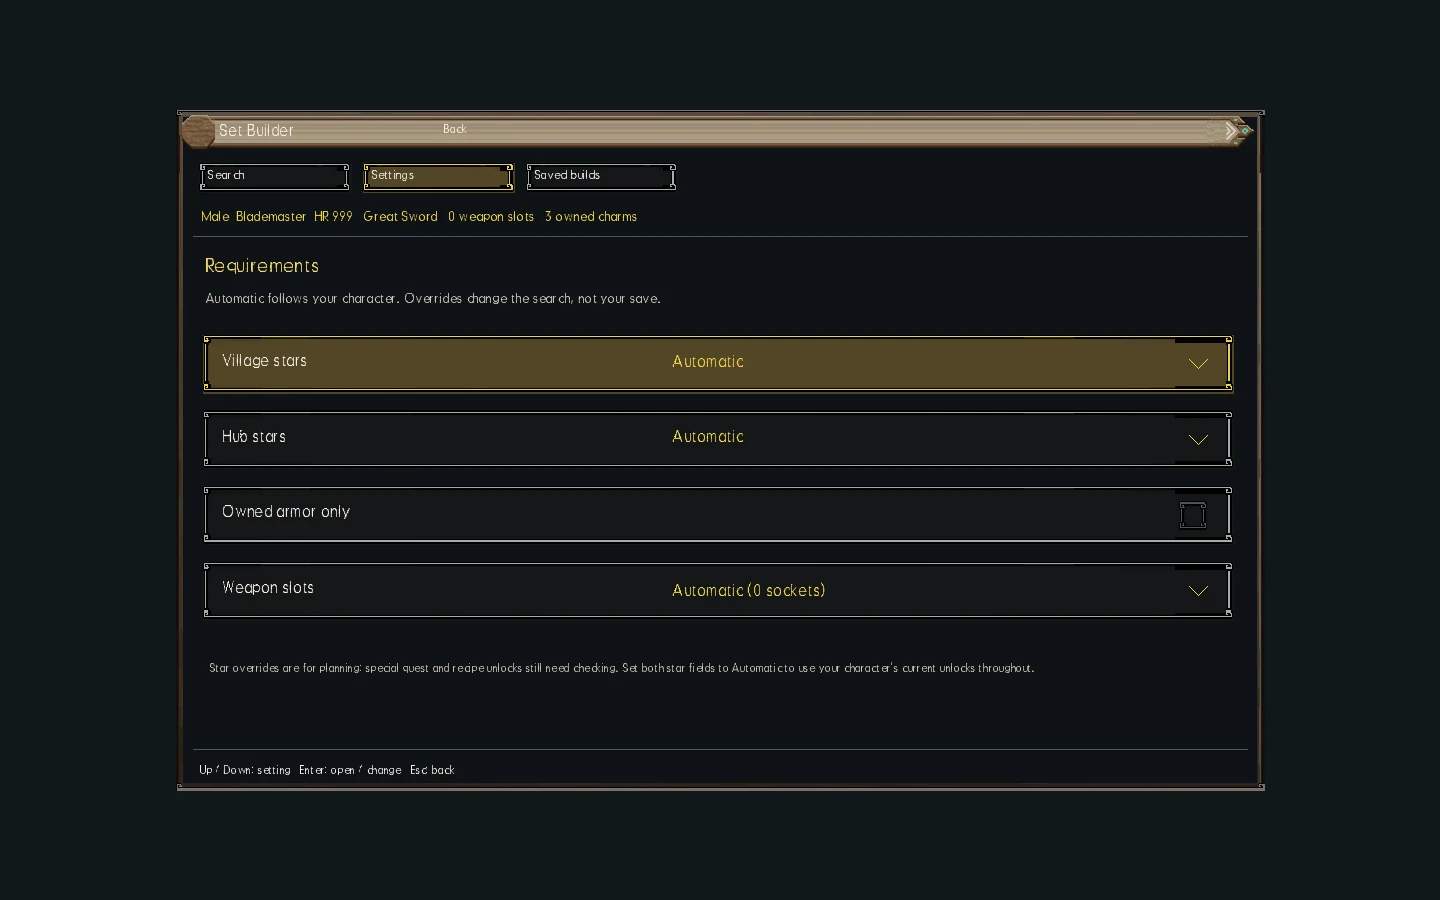 Set Builder Back
Search Settings Saved builds
Male Blademaster HR 999 Great Sword 0 weapon slots 3 owned charms
Requirements
Automatic follows your character. Overrides change the search, not your save.
Village stars Automatic
Hub stars Automatic
Owned armor only
Weapon slots Automatic (0 sockets)
Star overrides are for planning; special quest and recipe unlocks still need checking. Set both star fields to Automatic to use your character's current unlocks throughout.
Up / Down: setting Enter: open / change Esc: back